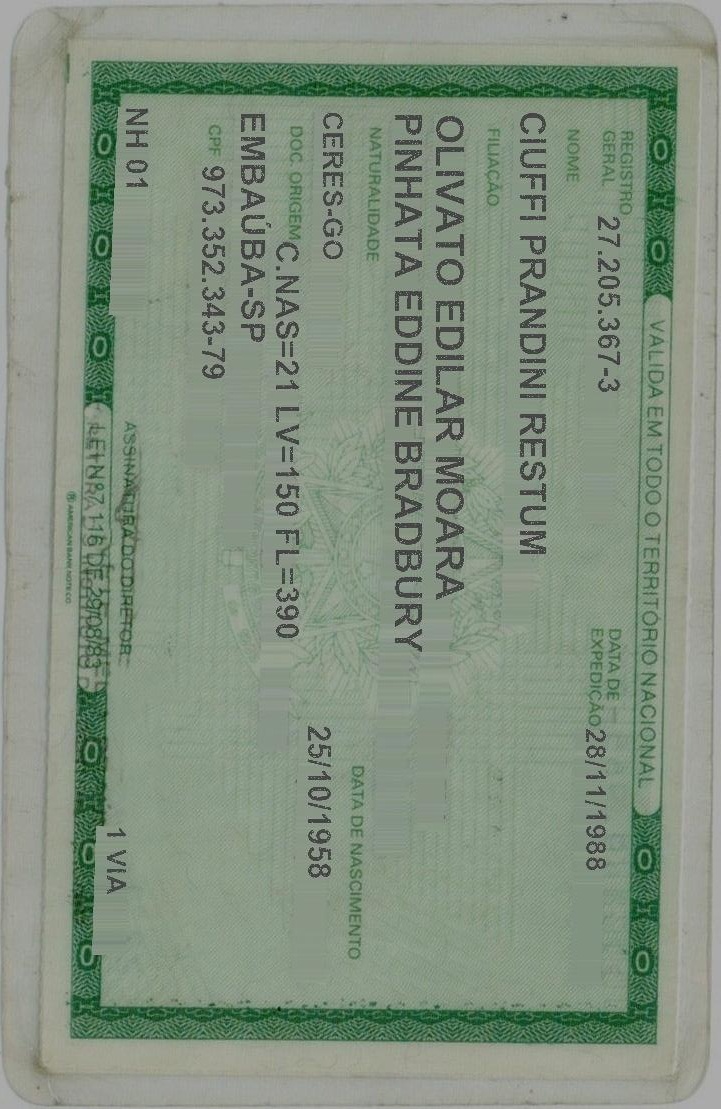 VÁLIDA EM TODO O TERRITÓRIO NACIONAL
REGISTRO GERAL 27.205.367-3
DATA DE EXPEDIÇÃO 28/11/1988
NOME
CIUFFI PRANDINI RESTUM
FILIAÇÃO
OLIVATO EDILAR MOARA
PINHATA EDDINE BRADBURY
NATURALIDADE
DATA DE NASCIMENTO
CERES-GO
25/10/1958
DOC. ORIGEM C.NAS=21 LV=150 FL=390
EMBAÚBA-SP
CPF 973.352.343-79
NH 01
ASSINATURA DO DIRETOR
1 VIA
LEI Nº 7.116 DE 29/08/83
AMERICAN BANK NOTE CO